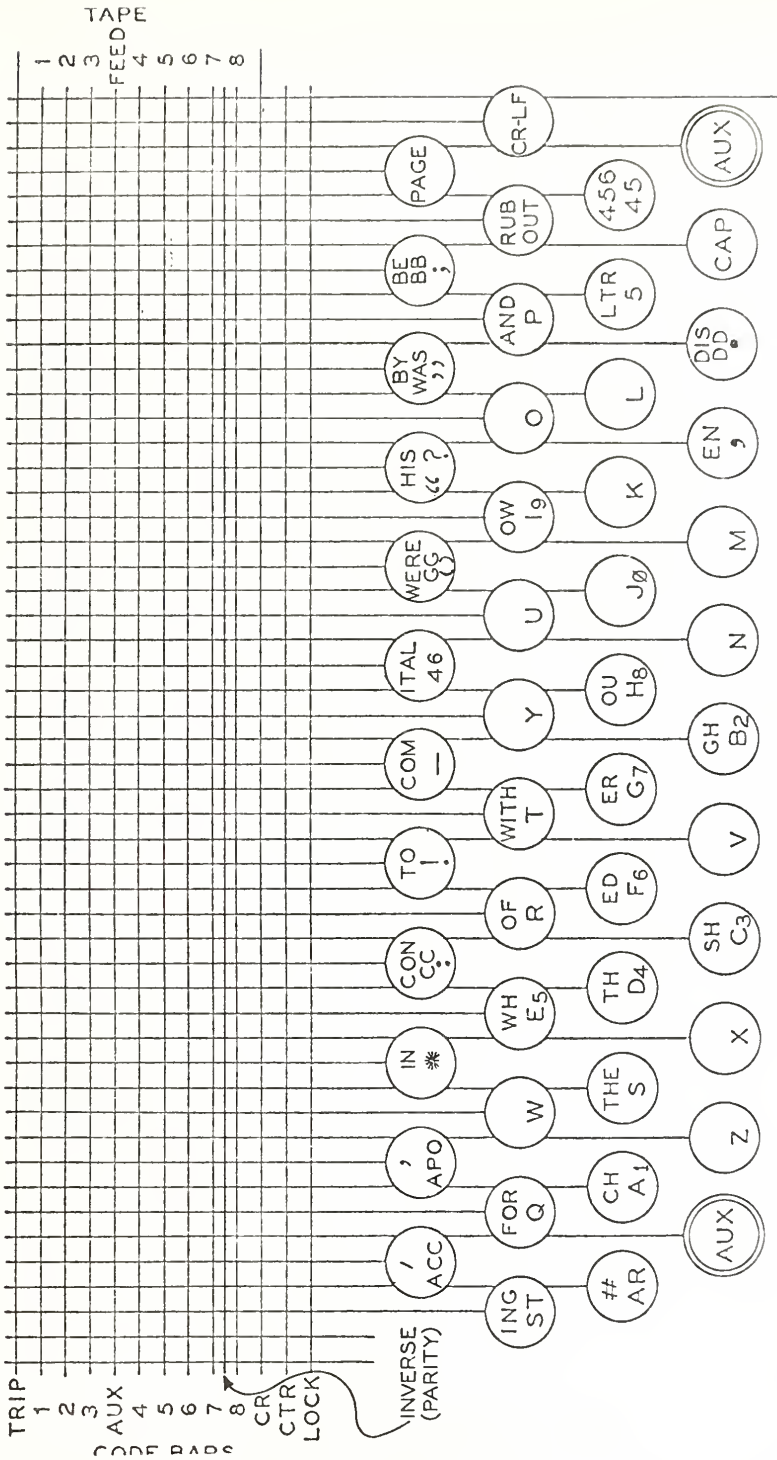 TRIP
1
2
3
AUX
4
5
6
7
8
CR
CTR
LOCK
CODE BARS
INVERSE
(PARITY)
TAPE
FEED
1
2
3
4
5
6
7
8
/
ACC
,
APO
IN
*
CON
CC
:
TO
!
COM
—
ITAL
46
WERE
GG
()
HIS
“ ?
BY
WAS
”
BE
BB
;
PAGE
ING
ST
FOR
Q
W
WH
E5
OF
R
WITH
T
Y
U
OW
I9
O
AND
P
RUB
OUT
CR-LF
#
AR
CH
A1
THE
S
TH
D4
ED
F6
ER
G7
OU
H8
JØ
K
L
LTR
5
456
45
AUX
Z
X
SH
C3
V
GH
B2
N
M
EN
,
DIS
DD.
CAP
AUX